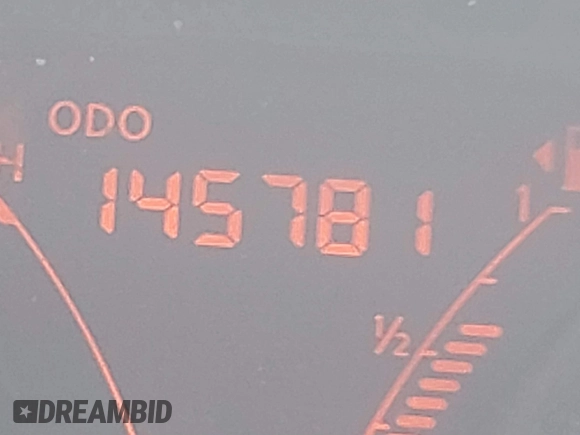 ODO
H
145781
1
1/2
DREAMBID